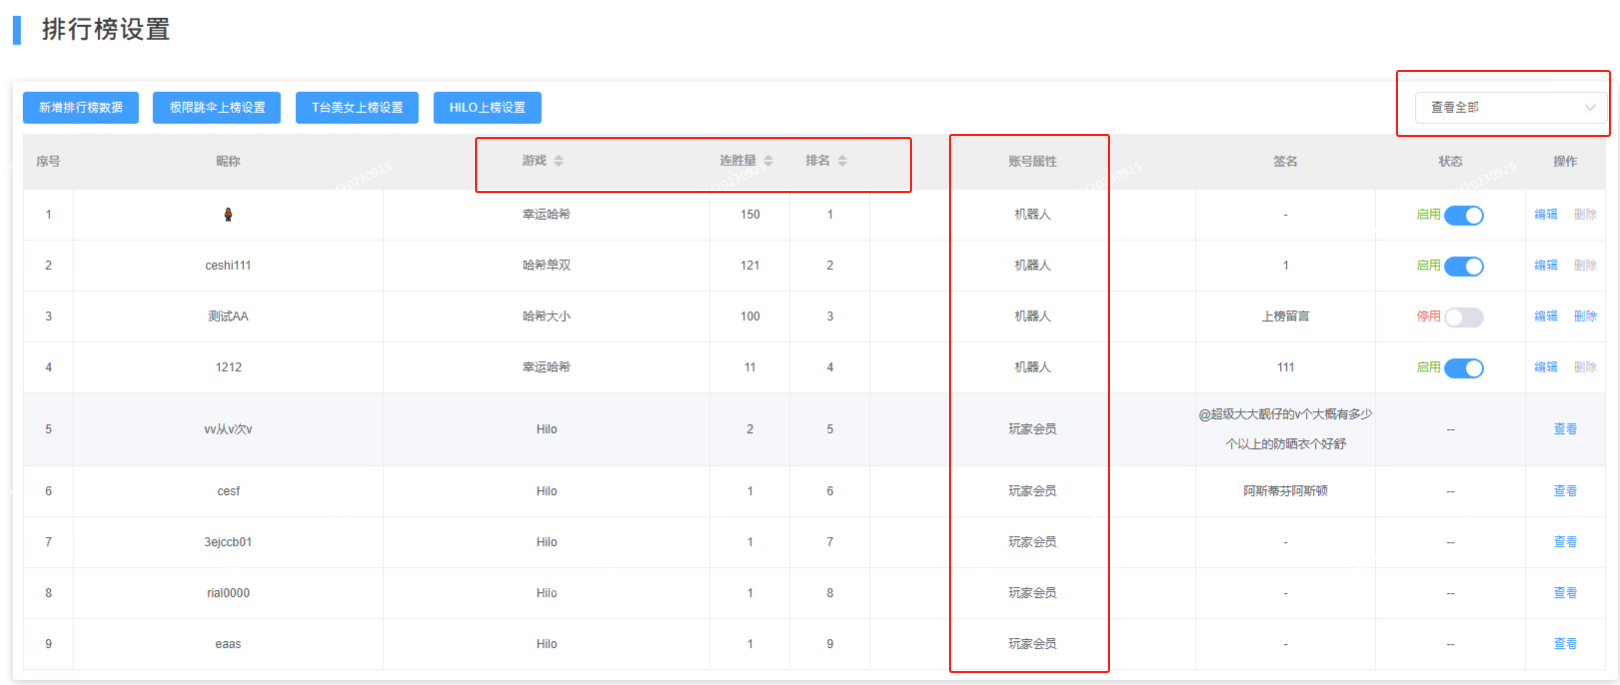 排行榜设置
新增排行榜数据 极限跳伞上榜设置 T台美女上榜设置 HILO上榜设置 查看全部
序号 昵称 游戏 连胜量 排名 账号属性 签名 状态 操作
/20230925 /20230925 /20230925 /20230925
1 幸运哈希 150 1 机器人 - 启用 编辑 删除
2 ceshi111 哈希单双 121 2 机器人 1 启用 编辑 删除
3 测试AA 哈希大小 100 3 机器人 上榜留言 停用 编辑 删除
4 1212 幸运哈希 11 4 机器人 111 启用 编辑 删除
5 vv从v次v Hilo 2 5 玩家会员 @超级大大靓仔的v个大概有多少 -- 查看
个以上的防晒衣个好舒
6 cesf Hilo 1 6 玩家会员 阿斯蒂芬阿斯顿 -- 查看
7 3ejccb01 Hilo 1 7 玩家会员 - -- 查看
8 rial0000 Hilo 1 8 玩家会员 - -- 查看
9 eaas Hilo 1 9 玩家会员 - -- 查看